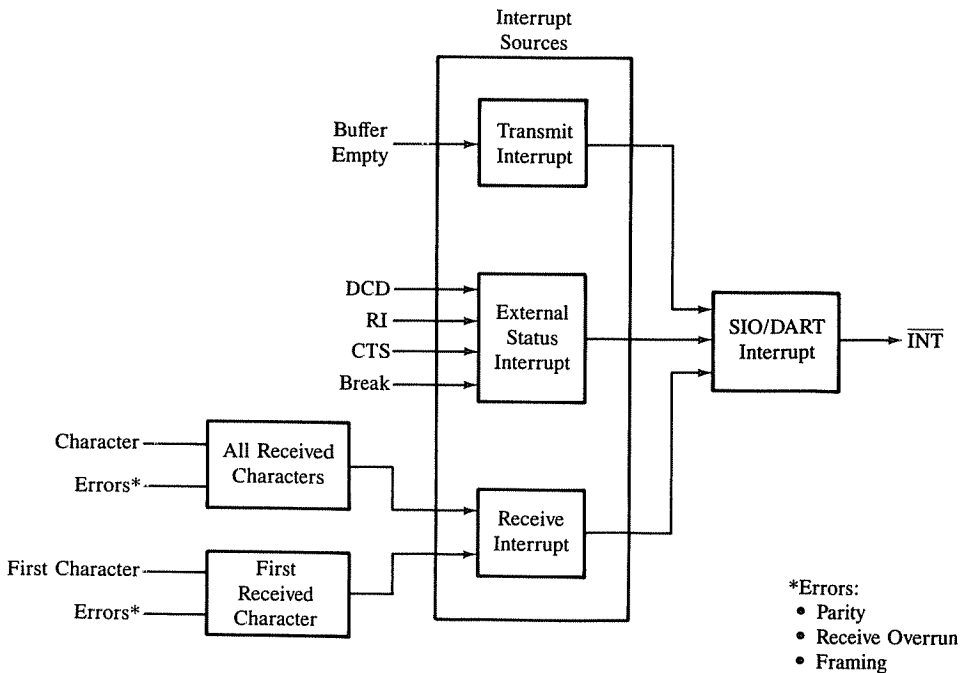 Interrupt
Sources
Buffer
Empty
Transmit
Interrupt
DCD
RI
CTS
Break
External
Status
Interrupt
SIO/DART
Interrupt
INT
Character
Errors*
All Received
Characters
Receive
Interrupt
First Character
Errors*
First
Received
Character
*Errors:
• Parity
• Receive Overrun
• Framing